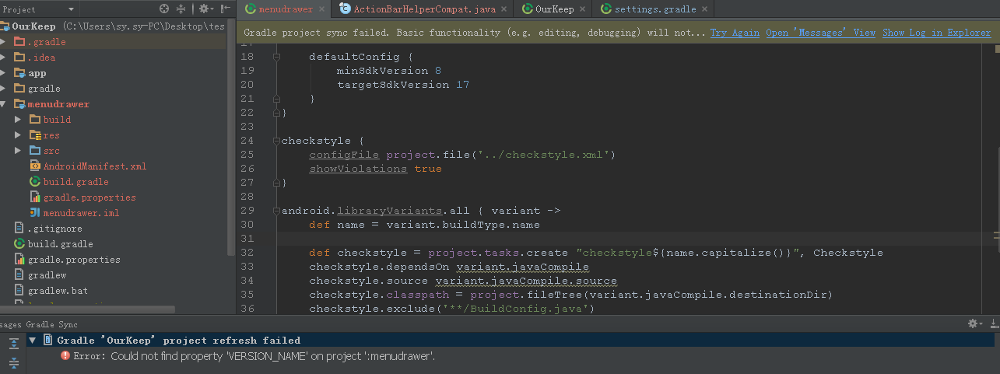 Project
menudrawer
ActionBarHelperCompat.java
OurKeep
settings.gradle
OurKeep (C:\Users\sy.sy-PC\Desktop\tes
.gradle
.idea
app
gradle
menudrawer
build
res
src
AndroidManifest.xml
build.gradle
gradle.properties
menudrawer.iml
.gitignore
build.gradle
gradle.properties
gradlew
gradlew.bat
Gradle project sync failed. Basic functionality (e.g. editing, debugging) will not... Try Again Open 'Messages' View Show Log in Explorer
18 defaultConfig {
19 minSdkVersion 8
20 targetSdkVersion 17
21 }
22 }
23
24 checkstyle {
25 configFile project.file('../checkstyle.xml')
26 showViolations true
27 }
28
29 android.libraryVariants.all { variant ->
30 def name = variant.buildType.name
31
32 def checkstyle = project.tasks.create "checkstyle${name.capitalize()}", Checkstyle
33 checkstyle.dependsOn variant.javaCompile
34 checkstyle.source variant.javaCompile.source
35 checkstyle.classpath = project.fileTree(variant.javaCompile.destinationDir)
36 checkstyle.exclude('**/BuildConfig.java')
sages Gradle Sync
Gradle 'OurKeep' project refresh failed
Error: Could not find property 'VERSION_NAME' on project ':menudrawer'.